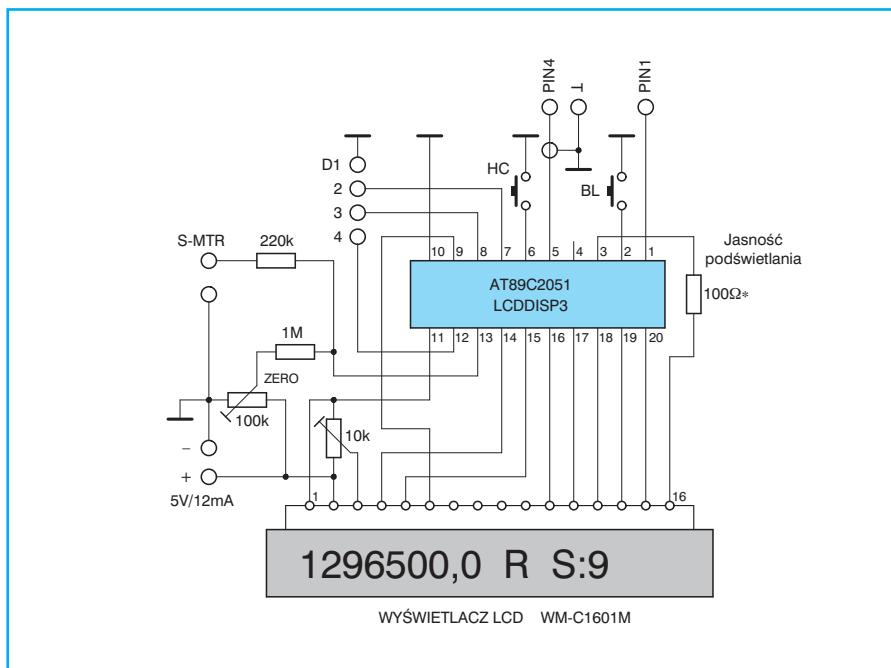 PIN4
⊥
PIN1
D1
HC
2
BL
3
4
S-MTR
220k
10 9 8 7 6 5 4 3 2 1
Jasność
podświetlania
AT89C2051
LCDDISP3
100Ω*
1M
11 12 13 14 15 16 17 18 19 20
ZERO
100k
10k
-
+
5V/12mA
1
16
1296500,0 R S:9
WYŚWIETLACZ LCD WM-C1601M